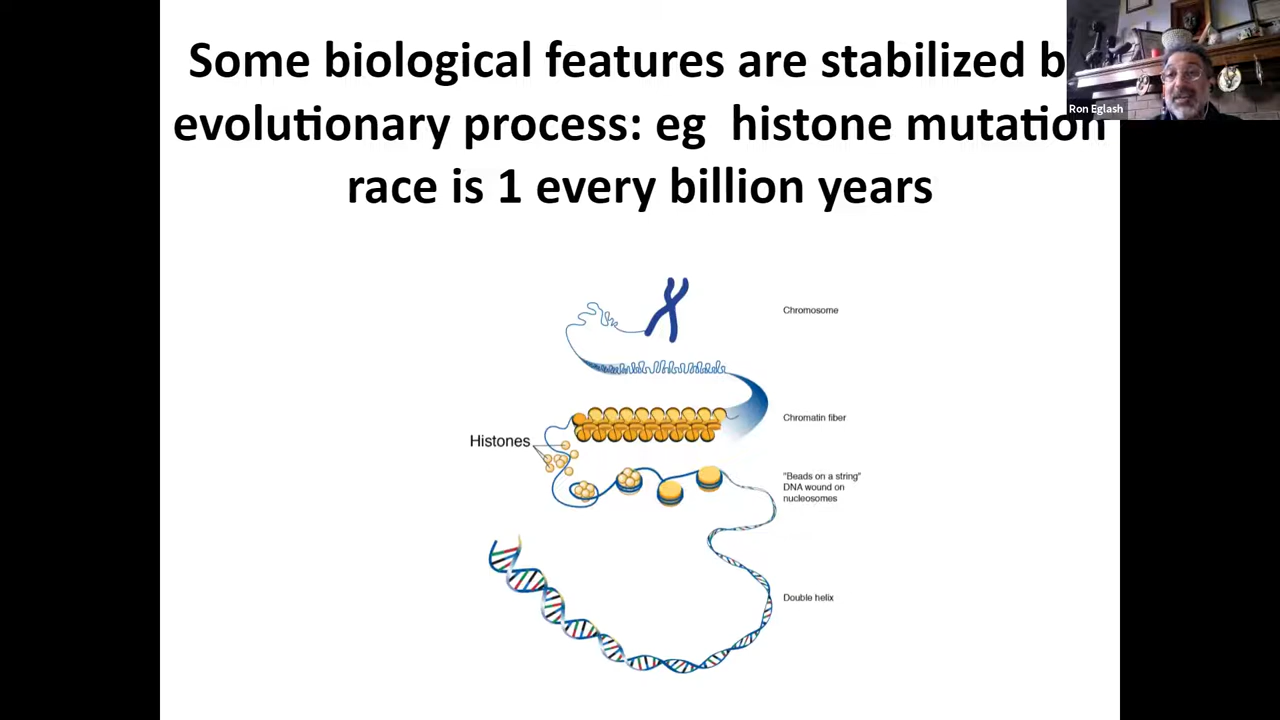 Some biological features are stabilized b
evolutionary process: eg histone mutation
race is 1 every billion years
Ron Eglash
Chromosome
Chromatin fiber
Histones
"Beads on a string"
DNA wound on
nucleosomes
Double helix